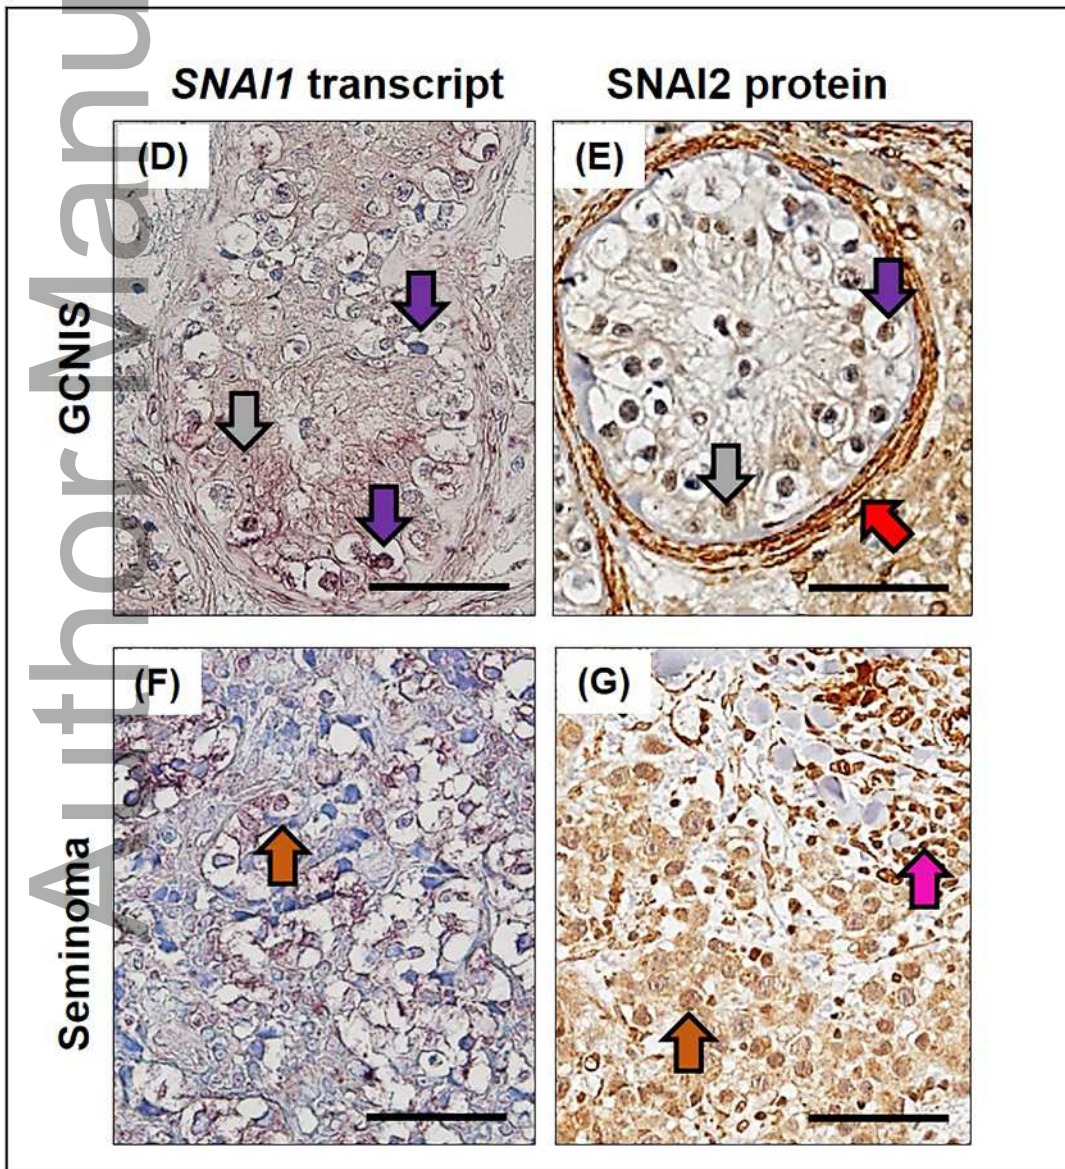 SNAI1 transcript
SNAI2 protein
GCNIS
(D)
(E)
Seminoma
(F)
(G)
Author Manu